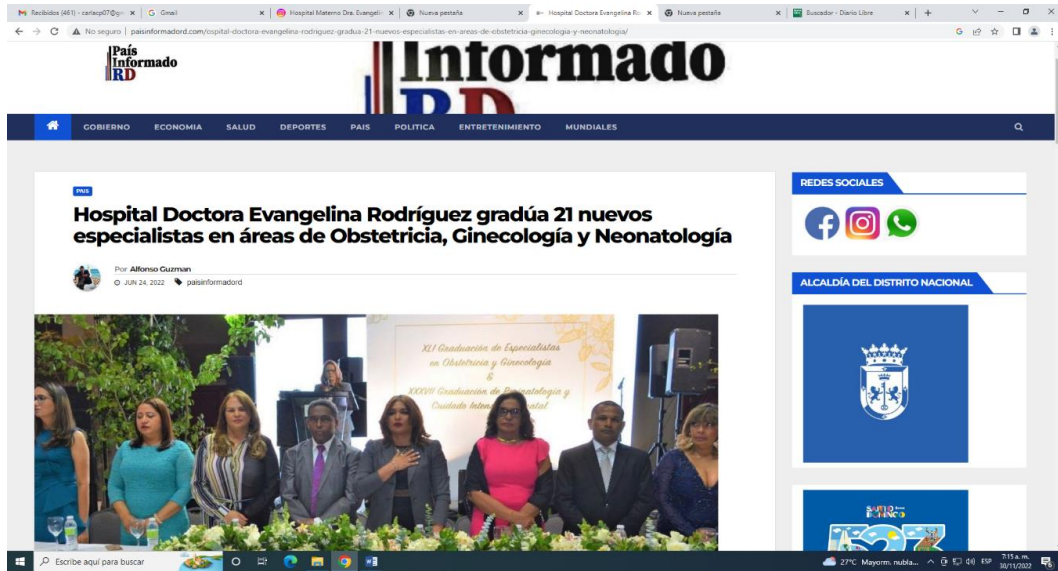 Recibidos (461) - carlacp07@gm
Gmail
Hospital Materno Dra. Evangelin
Nueva pestaña
Hospital Doctora Evangelina Ro
Nueva pestaña
Buscador - Diario Libre
No seguro | paisinformadord.com/ospital-doctora-evangelina-rodriguez-gradua-21-nuevos-especialistas-en-areas-de-obstetricia-ginecologia-y-neonatologia/
País
Informado
RD
Informado
RD
GOBIERNO ECONOMIA SALUD DEPORTES PAIS POLITICA ENTRETENIMIENTO MUNDIALES
PAIS
Hospital Doctora Evangelina Rodríguez gradúa 21 nuevos
especialistas en áreas de Obstetricia, Ginecología y Neonatología
Por Alfonso Guzman
JUN 24, 2022 paisinformadord
XLI Graduación de Especialistas
en Obstetricia y Ginecología
&
XXXVII Graduación de Perinatología y
Cuidado
REDES SOCIALES
ALCALDÍA DEL DISTRITO NACIONAL
SANTO
DOMINGO
Escribe aquí para buscar
27°C Mayorm. nubla... ESP 7:15 a. m.
30/11/2022